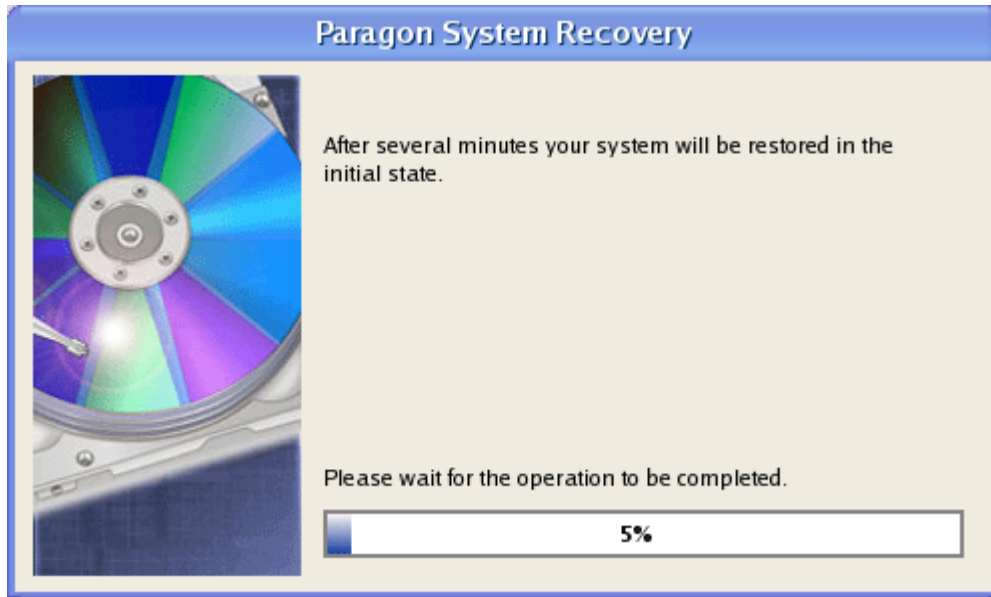 Paragon System Recovery
After several minutes your system will be restored in the
initial state.
Please wait for the operation to be completed.
5%